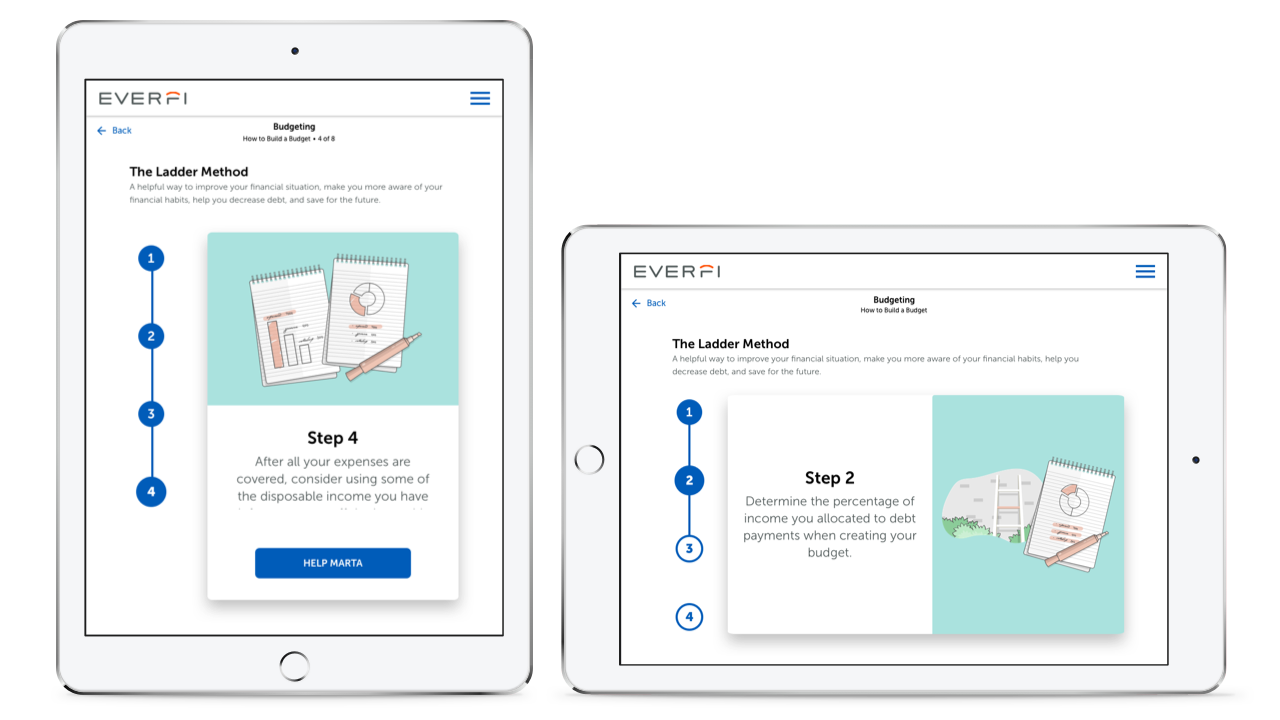 EVERFI
Back
Budgeting
How to Build a Budget • 4 of 8
The Ladder Method
A helpful way to improve your financial situation, make you more aware of your
financial habits, help you decrease debt, and save for the future.
1
2
3
4
Step 4
After all your expenses are
covered, consider using some of
the disposable income you have
HELP MARTA
EVERFI
Back
Budgeting
How to Build a Budget
The Ladder Method
A helpful way to improve your financial situation, make you more aware of your financial habits, help you
decrease debt, and save for the future.
1
2
3
4
Step 2
Determine the percentage of
income you allocated to debt
payments when creating your
budget.